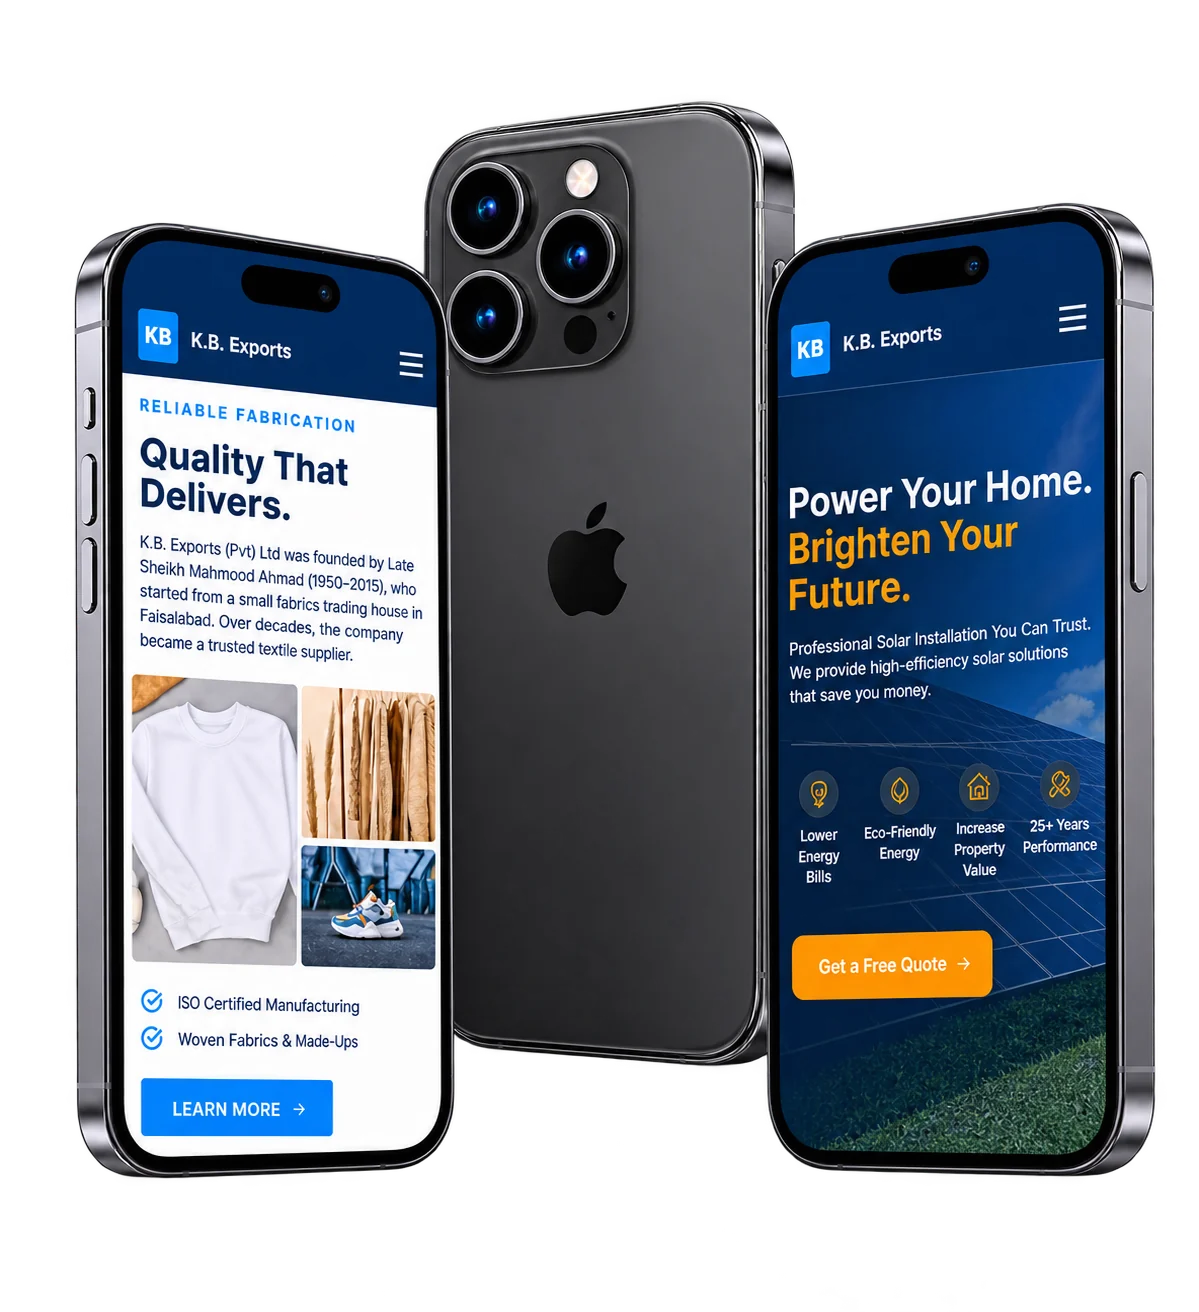 KB
K.B. Exports
RELIABLE FABRICATION
Quality That
Delivers.
K.B. Exports (Pvt) Ltd was founded by Late
Sheikh Mahmood Ahmad (1950–2015), who
started from a small fabrics trading house in
Faisalabad. Over decades, the company
became a trusted textile supplier.
ISO Certified Manufacturing
Woven Fabrics & Made-Ups
LEARN MORE →
KB
K.B. Exports
Power Your Home.
Brighten Your
Future.
Professional Solar Installation You Can Trust.
We provide high-efficiency solar solutions
that save you money.
Lower
Energy
Bills
Eco-Friendly
Energy
Increase
Property
Value
25+ Years
Performance
Get a Free Quote →